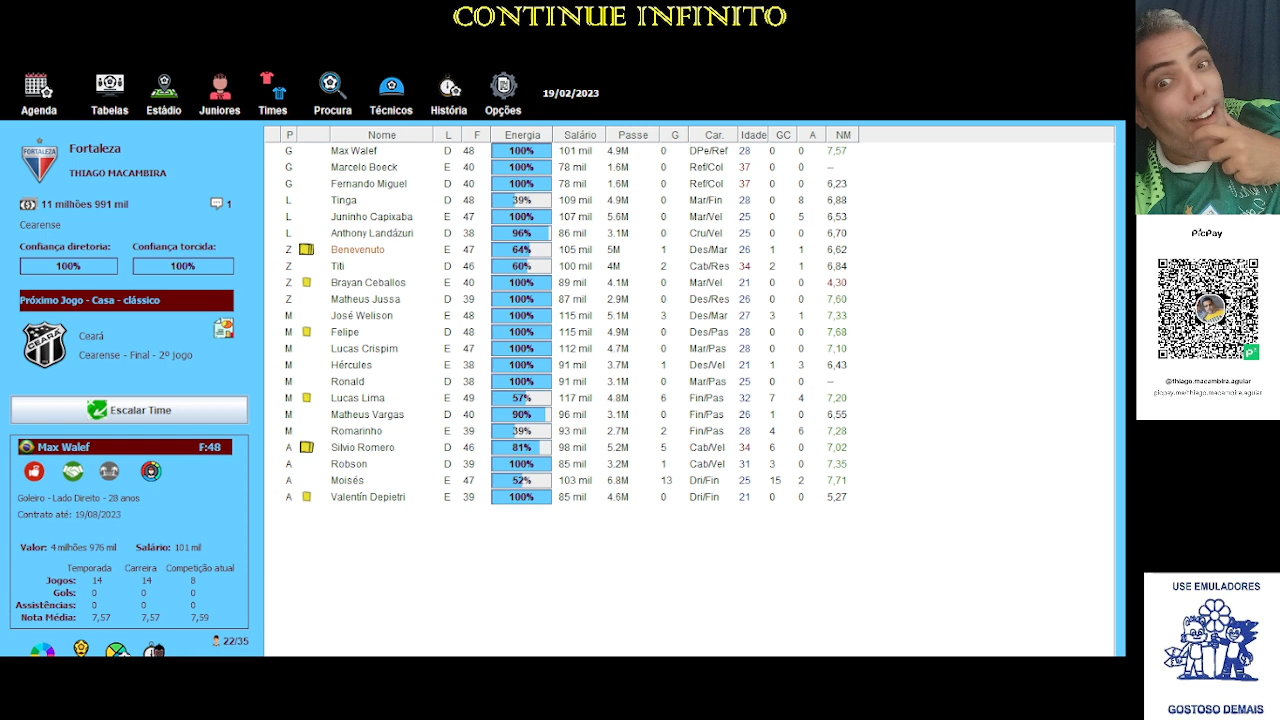 CONTINUE INFINITO
Agenda Tabelas Estádio Juniores Times Procura Técnicos História Opções 19/02/2023
Fortaleza
THIAGO MACAMBIRA
11 milhões 991 mil 1
Cearense
Confiança diretoria: Confiança torcida:
100% 100%
Próximo Jogo - Casa - clássico
Ceará
Cearense - Final - 2º jogo
Escalar Time
Max Walef F:48
Goleiro - Lado Direito - 28 anos
Contrato até: 19/08/2023
Valor: 4 milhões 976 mil Salário: 101 mil
Temporada Carreira Competição atual
Jogos: 14 14 8
Gols: 0 0 0
Assistências: 0 0 0
Nota Média: 7,57 7,57 7,59
22/35
P Nome L F Energia Salário Passe G Car. Idade GC A NM
G Max Walef D 48 100% 101 mil 4.9M 0 DPe/Ref 28 0 0 7,57
G Marcelo Boeck E 40 100% 78 mil 1.6M 0 Ref/Col 37 0 0 --
G Fernando Miguel D 40 100% 78 mil 1.6M 0 Ref/Col 37 0 0 6,23
L Tinga D 48 39% 109 mil 4.9M 0 Mar/Fin 28 0 8 6,88
L Juninho Capixaba E 47 100% 107 mil 5.6M 0 Mar/Vel 25 0 5 6,53
L Anthony Landázuri D 38 96% 86 mil 3.1M 0 Cru/Vel 25 0 0 6,70
Z Benevenuto E 47 64% 105 mil 5M 1 Des/Mar 26 1 1 6,62
Z Titi D 46 60% 100 mil 4M 2 Cab/Res 34 2 1 6,84
Z Brayan Ceballos E 40 100% 89 mil 4.1M 0 Mar/Vel 21 0 0 4,30
Z Matheus Jussa D 39 100% 87 mil 2.9M 0 Des/Res 26 0 0 7,60
M José Welison E 48 100% 115 mil 5.1M 3 Des/Mar 27 3 1 7,33
M Felipe D 48 100% 115 mil 4.9M 0 Des/Pas 28 0 0 7,68
M Lucas Crispim E 47 100% 112 mil 4.7M 0 Mar/Pas 28 0 0 7,10
M Hércules E 38 100% 91 mil 3.7M 1 Des/Vel 21 1 3 6,43
M Ronald D 38 100% 91 mil 3.1M 0 Mar/Pas 25 0 0 --
M Lucas Lima E 49 57% 117 mil 4.8M 6 Fin/Pas 32 7 4 7,20
M Matheus Vargas D 40 90% 96 mil 3.1M 0 Fin/Pas 26 1 0 6,55
M Romarinho E 39 39% 93 mil 2.7M 2 Fin/Pas 28 4 6 7,28
A Silvio Romero D 46 81% 98 mil 5.2M 5 Cab/Vel 34 6 0 7,02
A Robson D 39 100% 85 mil 3.2M 1 Cab/Vel 31 3 0 7,35
A Moisés E 47 52% 103 mil 6.8M 13 Dri/Fin 25 15 2 7,71
A Valentín Depietri E 39 100% 85 mil 4.6M 0 Dri/Fin 21 0 0 5,27
PicPay
@thiago.macambira.aguiar
picpay.me/thiago.macambira.aguiar
USE EMULADORES
GOSTOSO DEMAIS